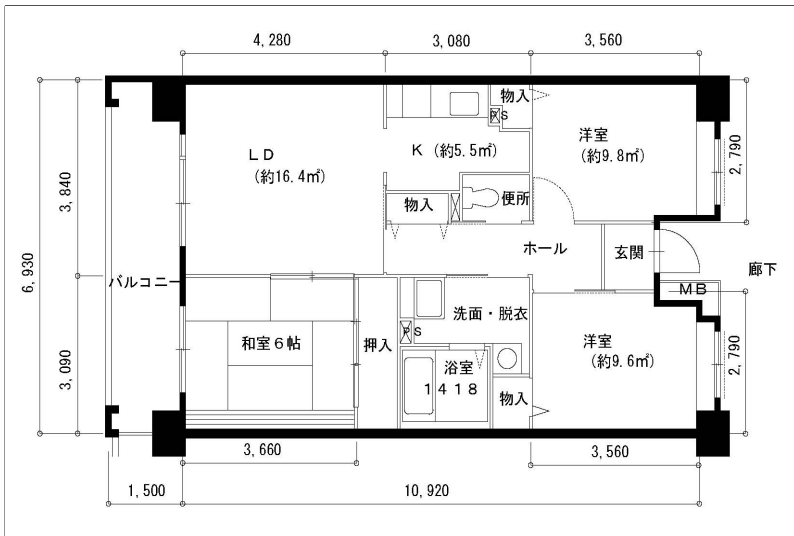 4,280
3,080
3,560
物入
PS
LD
(約16.4㎡)
K (約5.5㎡)
洋室
(約9.8㎡)
2,790
3,840
便所
物入
6,930
ホール
玄関
廊下
バルコニー
MB
洗面・脱衣
和室6帖
押入
PS
洋室
(約9.6㎡)
3,090
浴室
1418
物入
2,790
3,660
3,560
1,500
10,920